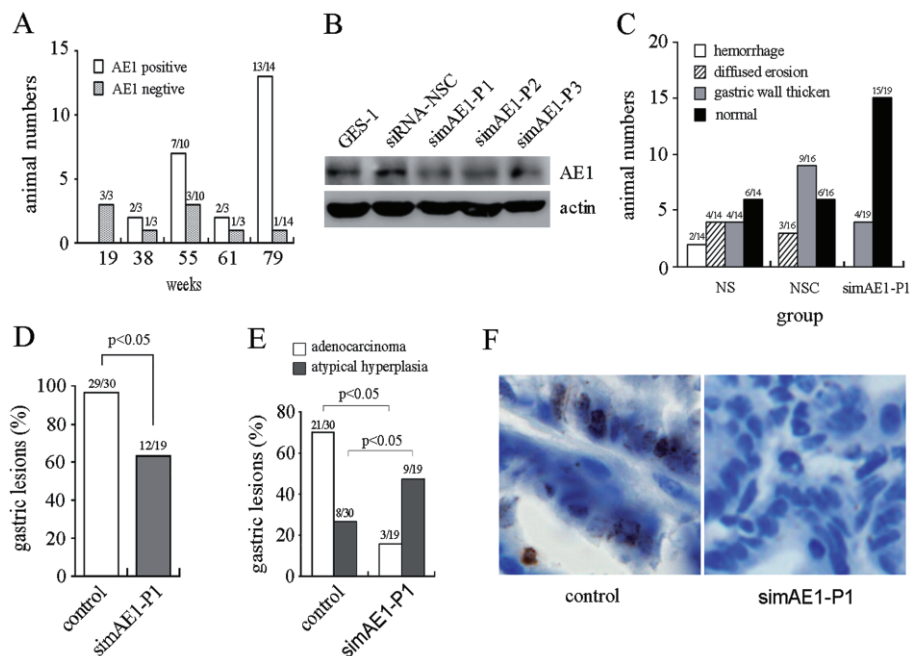 A
animal numbers
15
10
5
0
AE1 positive
AE1 negtive
3/3
2/3
1/3
7/10
3/10
2/3
1/3
13/14
1/14
19 38 55 61 79
weeks
B
GES-1
siRNA-NSC
simAE1-P1
simAE1-P2
simAE1-P3
AE1
actin
C
animal numbers
20
15
10
5
0
hemorrhage
diffused erosion
gastric wall thicken
normal
2/14
4/14
4/14
6/14
3/16
9/16
6/16
4/19
15/19
NS NSC simAE1-P1
group
D
gastric lesions (%)
100
80
60
40
20
0
p<0.05
29/30
12/19
control
simAE1-P1
E
adenocarcinoma
atypical hyperplasia
gastric lesions (%)
80
60
40
20
0
p<0.05
p<0.05
21/30
8/30
3/19
9/19
control
simAE1-P1
F
control
simAE1-P1